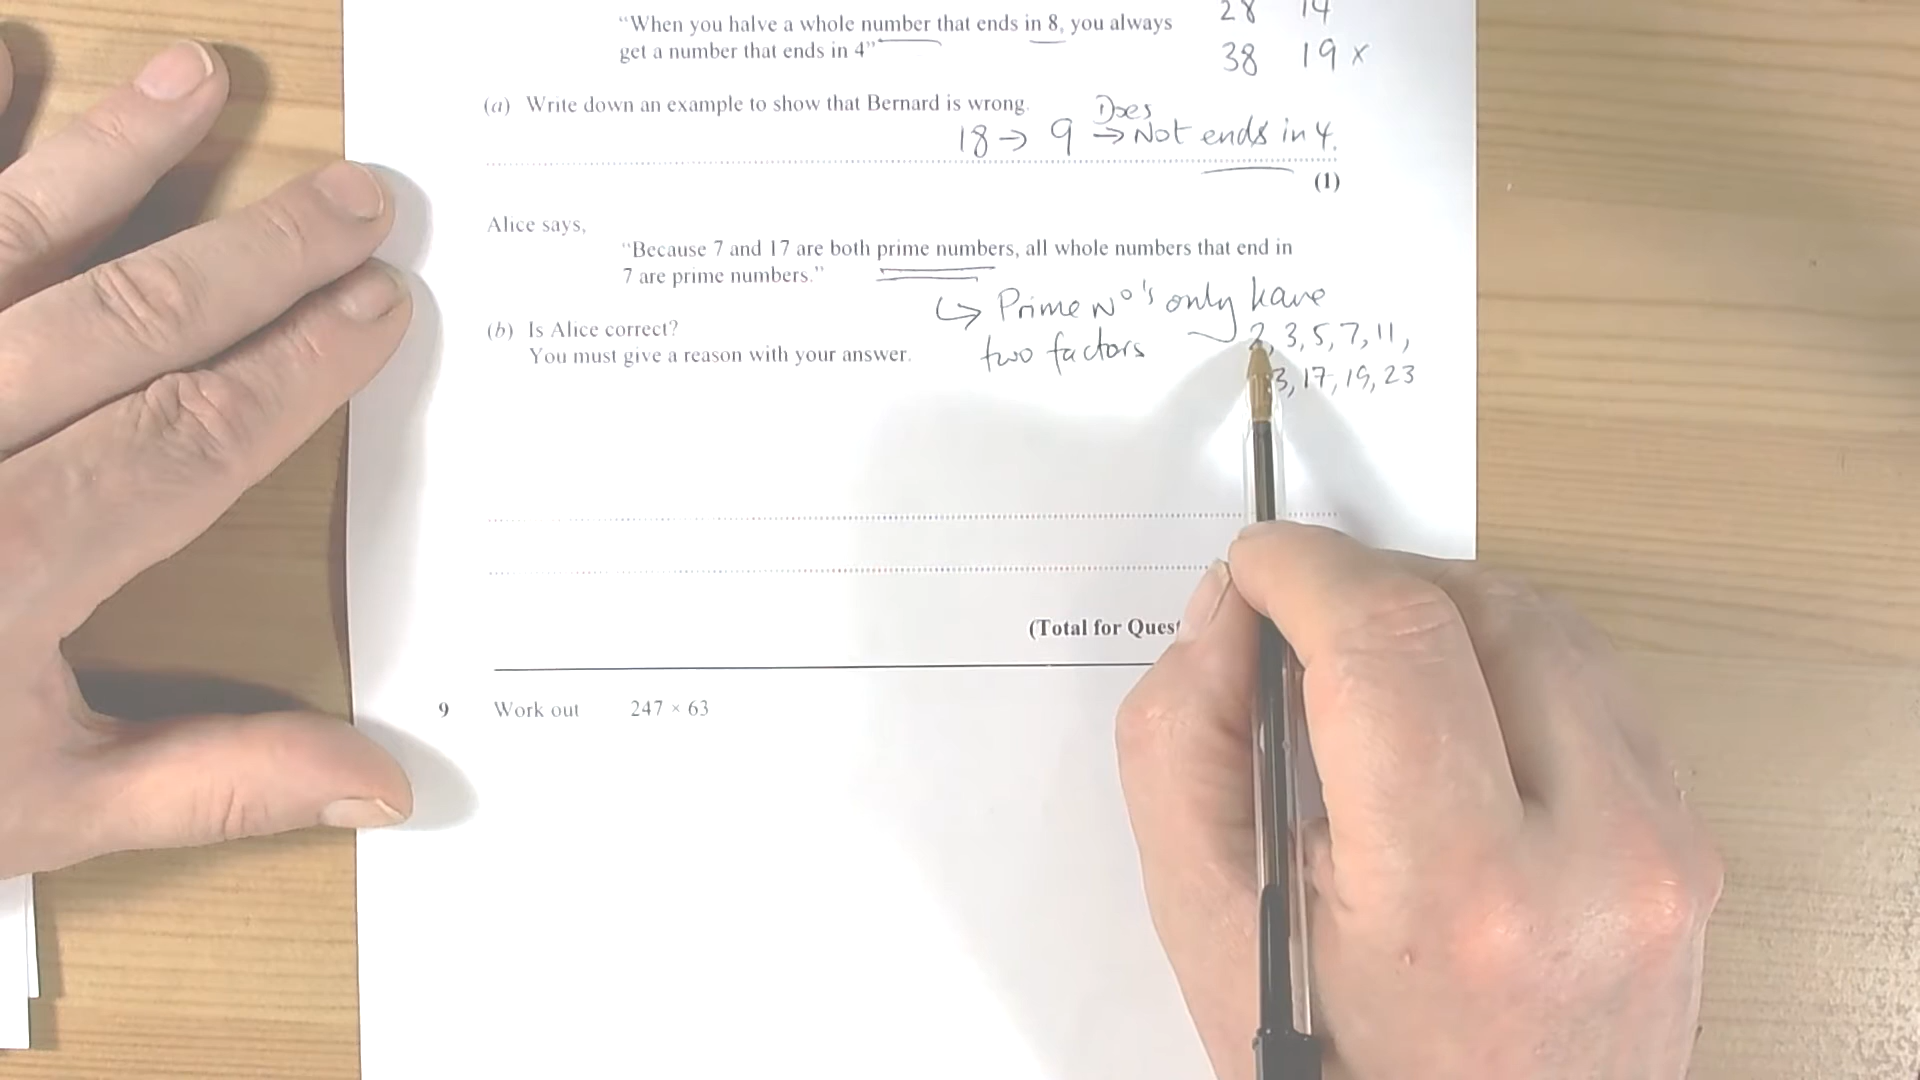 "When you halve a whole number that ends in 8, you always
get a number that ends in 4"
28 14
38 19 x
(a) Write down an example to show that Bernard is wrong.
Does
18 → 9 → Not ends in 4.
(1)
Alice says,
"Because 7 and 17 are both prime numbers, all whole numbers that end in
7 are prime numbers."
↳ Prime No's only have
two factors
2, 3, 5, 7, 11,
3, 17, 19, 23
(b) Is Alice correct?
You must give a reason with your answer.
(Total for Ques
9 Work out 247 × 63